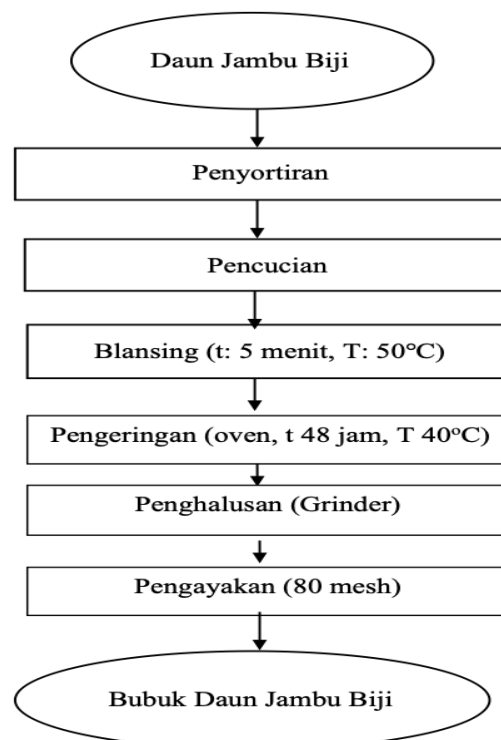 Daun Jambu Biji
Penyortiran
Pencucian
Blansing (t: 5 menit, T: 50°C)
Pengeringan (oven, t 48 jam, T 40°C)
Penghalusan (Grinder)
Pengayakan (80 mesh)
Bubuk Daun Jambu Biji